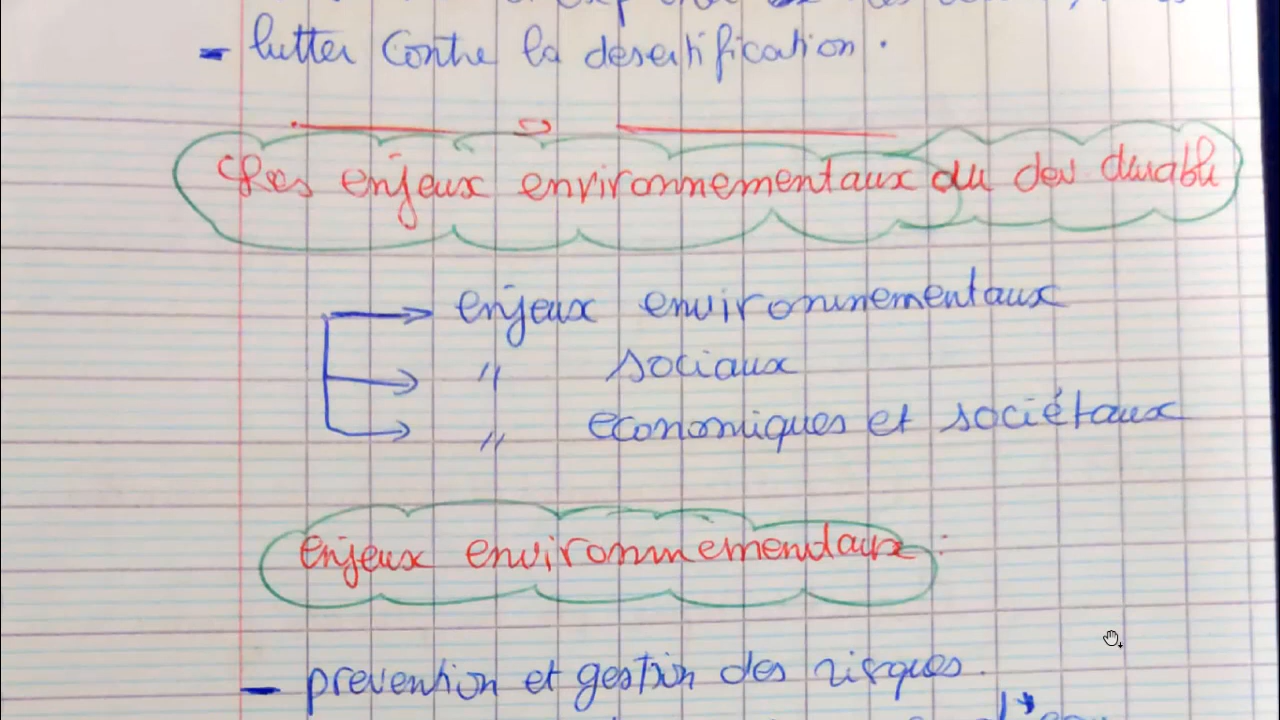 - lutter contre la désertification.
Les enjeux environnementaux du dev durable
→ enjeux environnementaux
→ " sociaux
→ " economiques et sociétaux
enjeux environnementaux :
- prevention et gestion des risques.